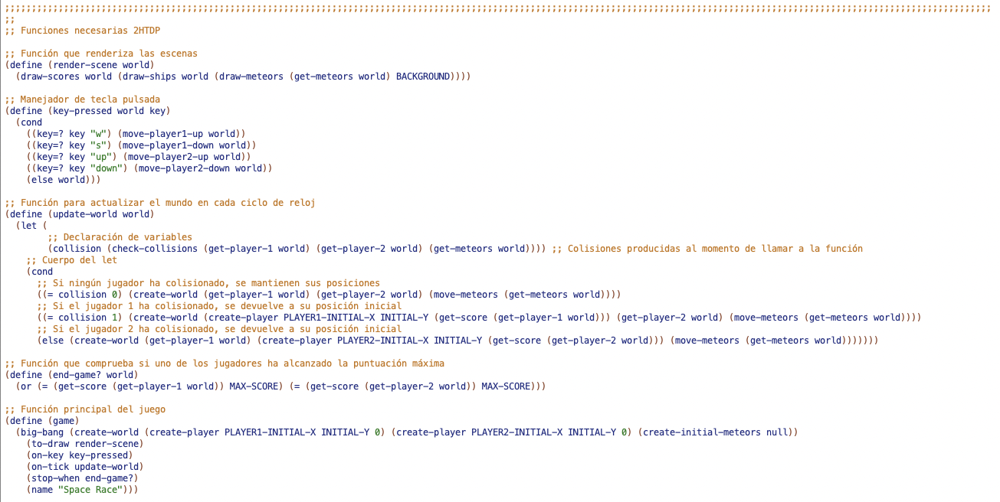 ;;;;;;;;;;;;;;;;;;;;;;;;;;;;;;;;;;;;;;;;;;;;;;;;;;;;;;;;;;;;;;;;;;;;;;;;;;;;;;;;;;;;;;;;;;;;;;;;;;;;;;;;;;;;;;;;;;;;;;;;;;;;;;;;;;;;;;;;;;;;;;;;;;;;;;;;;;;;;;;;;;;;;;;;;;;;;;;;;;;;;;;;
;;
;; Funciones necesarias 2HTDP

;; Función que renderiza las escenas
(define (render-scene world)
  (draw-scores world (draw-ships world (draw-meteors (get-meteors world) BACKGROUND))))

;; Manejador de tecla pulsada
(define (key-pressed world key)
  (cond
    ((key=? key "w") (move-player1-up world))
    ((key=? key "s") (move-player1-down world))
    ((key=? key "up") (move-player2-up world))
    ((key=? key "down") (move-player2-down world))
    (else world)))

;; Función para actualizar el mundo en cada ciclo de reloj
(define (update-world world)
  (let (
        ;; Declaración de variables
        (collision (check-collisions (get-player-1 world) (get-player-2 world) (get-meteors world)))) ;; Colisiones producidas al momento de llamar a la función
    ;; Cuerpo del let
    (cond
      ;; Si ningún jugador ha colisionado, se mantienen sus posiciones
      ((= collision 0) (create-world (get-player-1 world) (get-player-2 world) (move-meteors (get-meteors world))))
      ;; Si el jugador 1 ha colisionado, se devuelve a su posición inicial
      ((= collision 1) (create-world (create-player PLAYER1-INITIAL-X INITIAL-Y (get-score (get-player-1 world))) (get-player-2 world) (move-meteors (get-meteors world))))
      ;; Si el jugador 2 ha colisionado, se devuelve a su posición inicial
      (else (create-world (get-player-1 world) (create-player PLAYER2-INITIAL-X INITIAL-Y (get-score (get-player-2 world))) (move-meteors (get-meteors world)))))))

;; Función que comprueba si uno de los jugadores ha alcanzado la puntuación máxima
(define (end-game? world)
  (or (= (get-score (get-player-1 world)) MAX-SCORE) (= (get-score (get-player-2 world)) MAX-SCORE)))

;; Función principal del juego
(define (game)
  (big-bang (create-world (create-player PLAYER1-INITIAL-X INITIAL-Y 0) (create-player PLAYER2-INITIAL-X INITIAL-Y 0) (create-initial-meteors null))
    (to-draw render-scene)
    (on-key key-pressed)
    (on-tick update-world)
    (stop-when end-game?)
    (name "Space Race")))